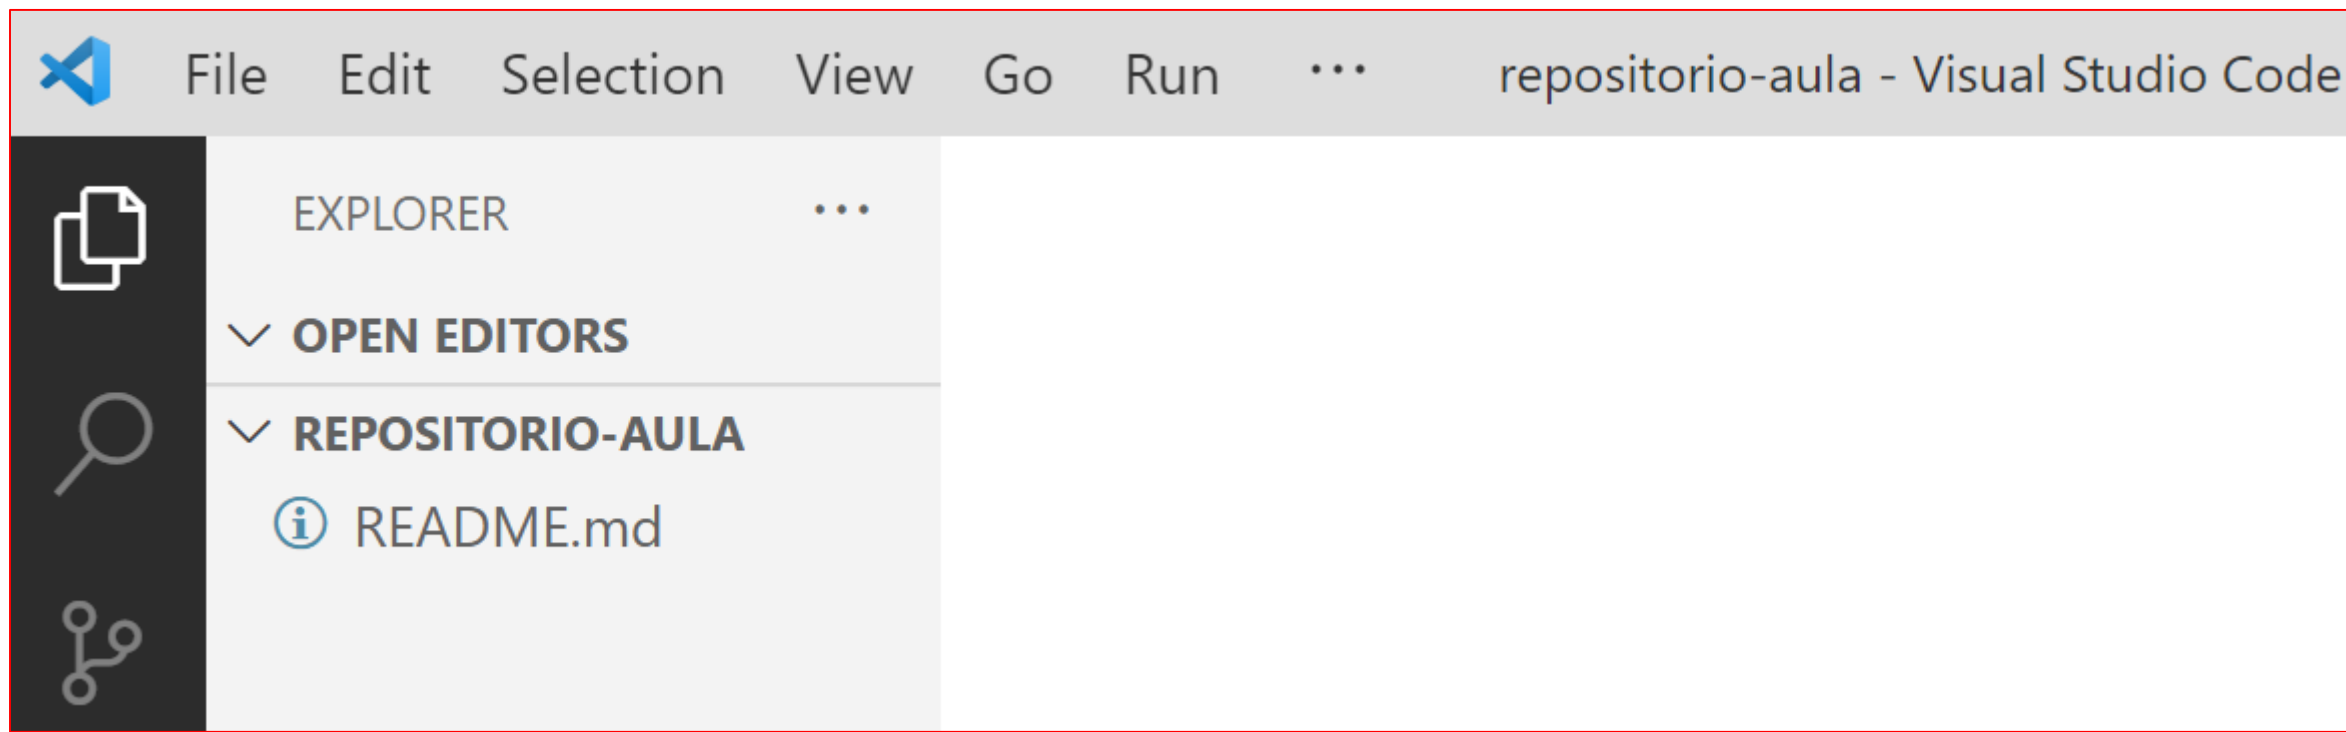 File Edit Selection View Go Run ··· repositorio-aula - Visual Studio Code
EXPLORER ···
OPEN EDITORS
REPOSITORIO-AULA
README.md